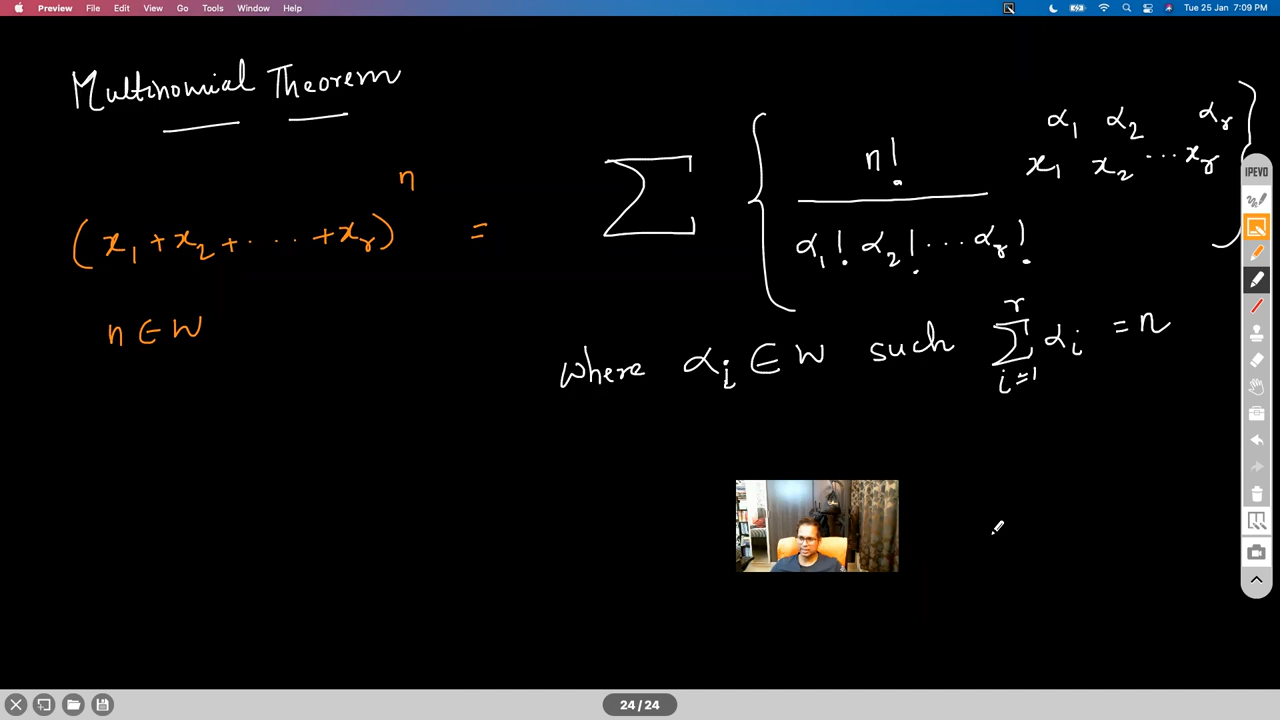 Preview File Edit View Go Tools Window Help Tue 25 Jan 7:09 PM
Multinomial Theorem
(x₁ + x₂ + ..... + xᵣ)ⁿ = Σ { n! / α₁! α₂! ... αᵣ! x₁^α₁ x₂^α₂ ... xᵣ^αᵣ }
n ∈ W
where αᵢ ∈ W such Σ_{i=1}^{r} αᵢ = n
IPEVO
24 / 24